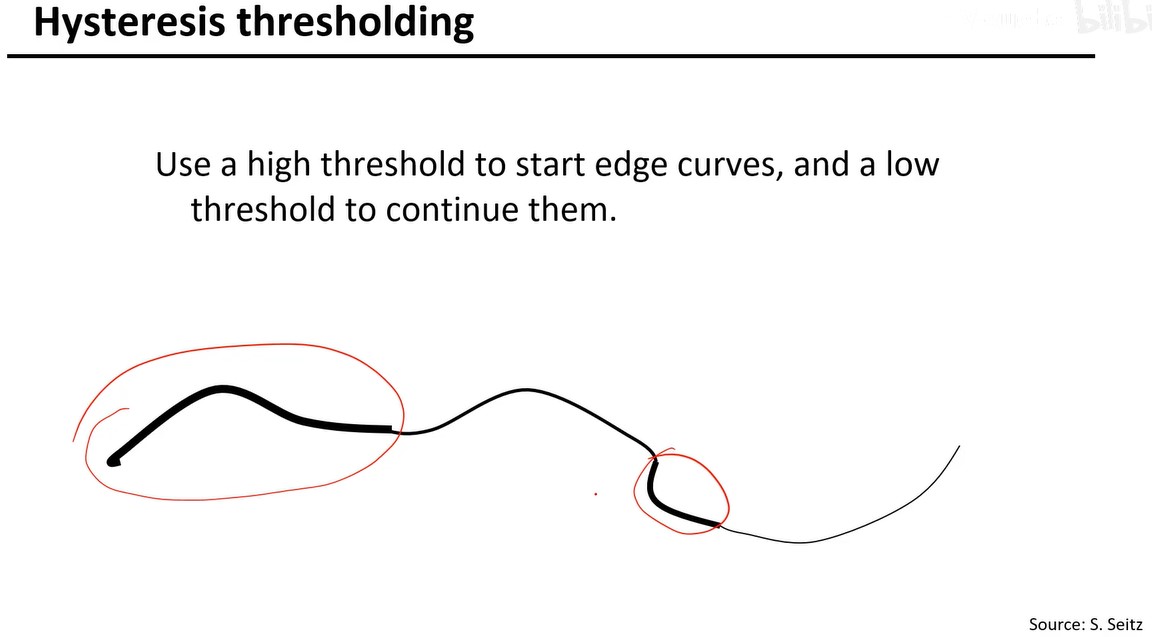 Hysteresis thresholding
Use a high threshold to start edge curves, and a low
threshold to continue them.
Source: S. Seitz